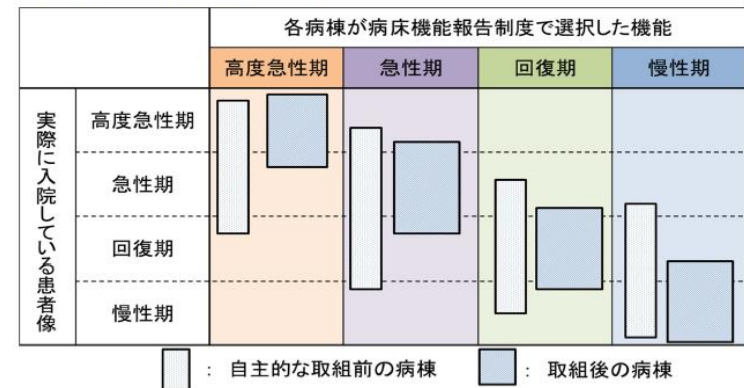 各病棟が病床機能報告制度で選択した機能
高度急性期 急性期 回復期 慢性期
実際に入院している患者像
高度急性期
急性期
回復期
慢性期
： 自主的な取組前の病棟 ： 取組後の病棟